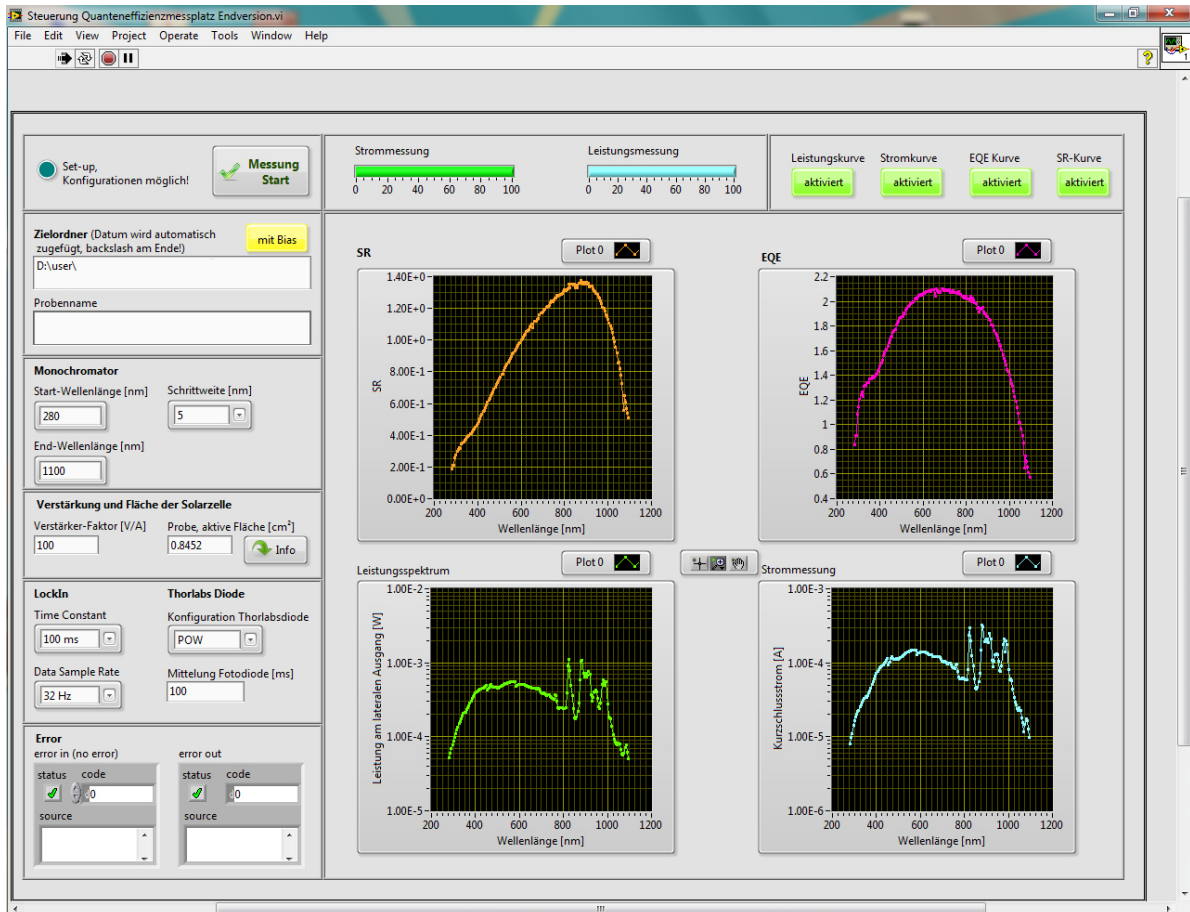 Steuerung Quanteneffizienzmessplatz Endversion.vi
File Edit View Project Operate Tools Window Help
1
Set-up,
Konfigurationen möglich!
Messung
Start
Strommessung
0 20 40 60 80 100
Leistungsmessung
0 20 40 60 80 100
Leistungskurve Stromkurve EQE Kurve SR-Kurve
aktiviert aktiviert aktiviert aktiviert
Zielordner (Datum wird automatisch
zugefügt, backslash am Ende!)
mit Bias
D:\user\
Probenname
Monochromator
Start-Wellenlänge [nm] Schrittweite [nm]
280 5
End-Wellenlänge [nm]
1100
Verstärkung und Fläche der Solarzelle
Verstärker-Faktor [V/A] Probe, aktive Fläche [cm²]
100 0.8452 Info
LockIn Thorlabs Diode
Time Constant Konfiguration Thorlabsdiode
100 ms POW
Data Sample Rate Mittelung Fotodiode [ms]
32 Hz 100
Error
error in (no error) error out
status code status code
0 0
source source
SR
Plot 0
1.40E+0
1.20E+0
1.00E+0
8.00E-1
6.00E-1
4.00E-1
2.00E-1
0.00E+0
SR
200 400 600 800 1000 1200
Wellenlänge [nm]
EQE
Plot 0
2.2
2
1.8
1.6
1.4
1.2
1
0.8
0.6
0.4
EQE
200 400 600 800 1000 1200
Wellenlänge [nm]
Leistungsspektrum
Plot 0
1.00E-2
1.00E-3
1.00E-4
1.00E-5
Leistung am lateralen Ausgang [W]
200 400 600 800 1000 1200
Wellenlänge [nm]
Strommessung
Plot 0
1.00E-3
1.00E-4
1.00E-5
1.00E-6
Kurzschlussstrom [A]
200 400 600 800 1000 1200
Wellenlänge [nm]